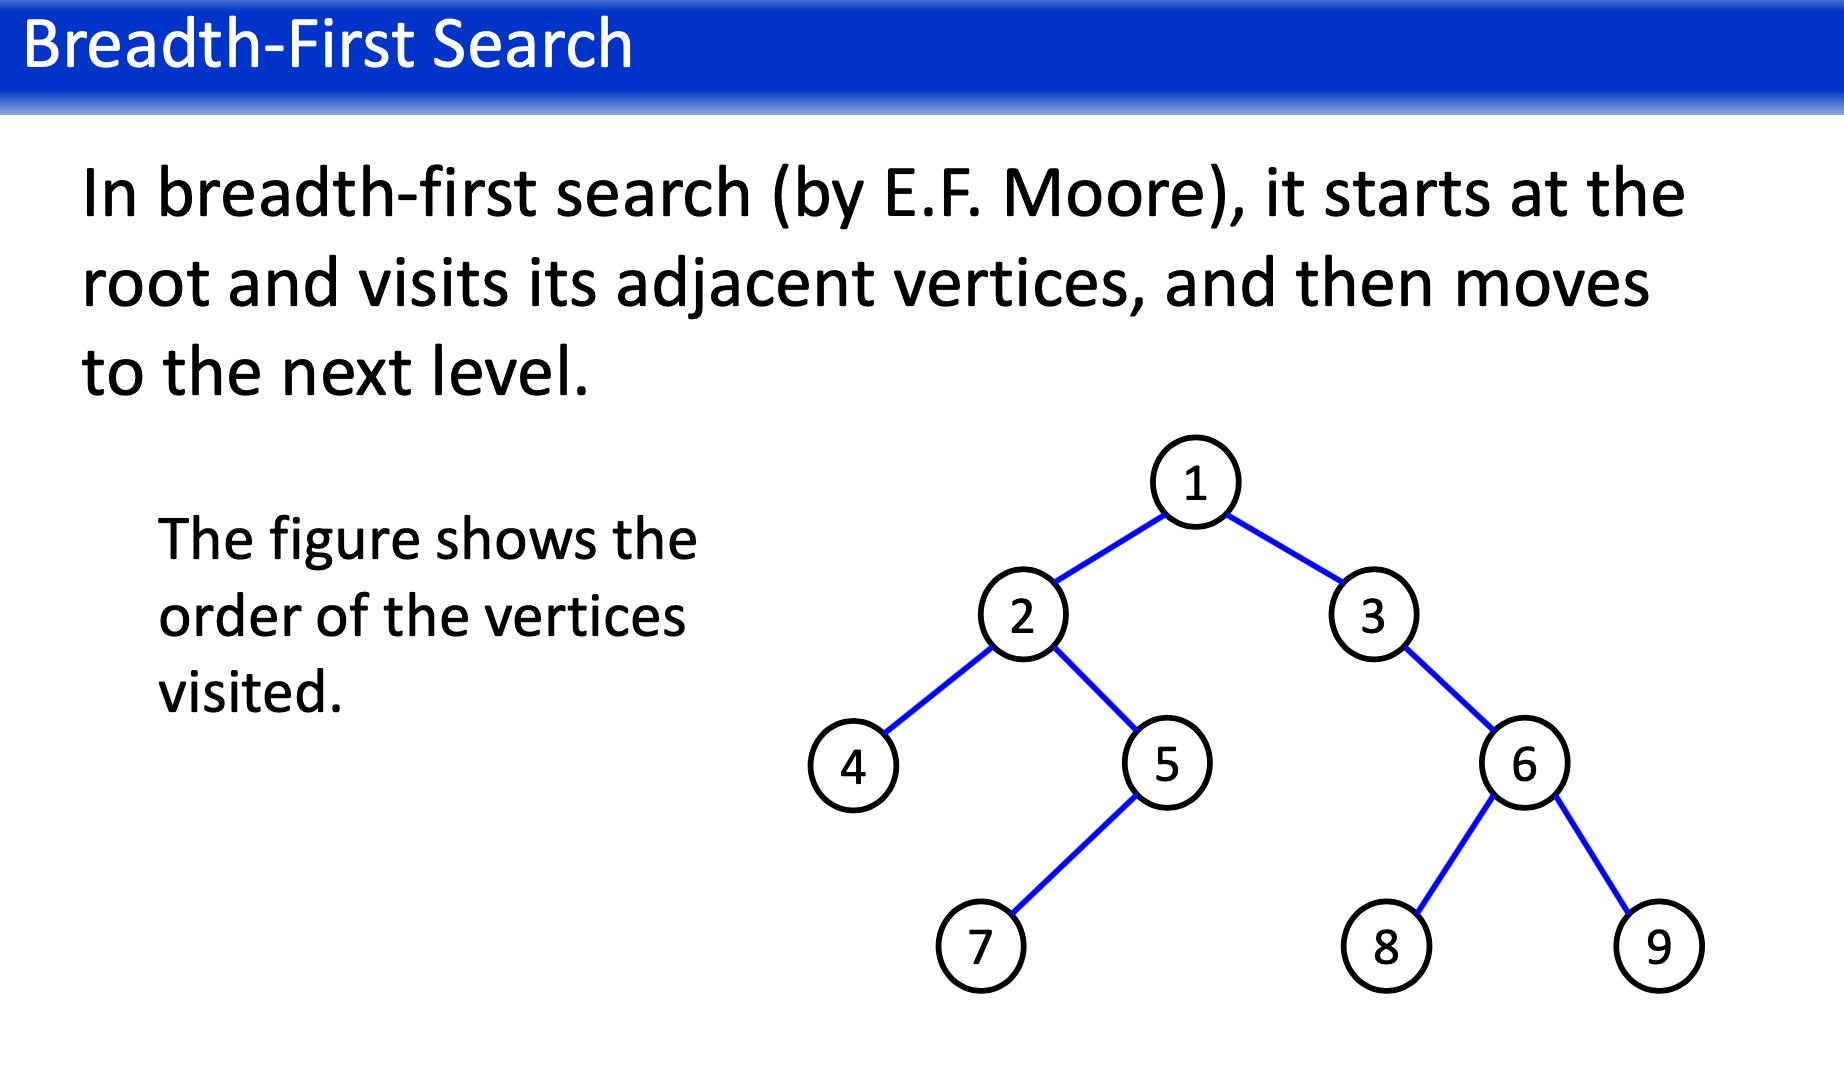 Breadth-First Search
In breadth-first search (by E.F. Moore), it starts at the
root and visits its adjacent vertices, and then moves
to the next level.
The figure shows the
order of the vertices
visited.
1
2
3
4
5
6
7
8
9